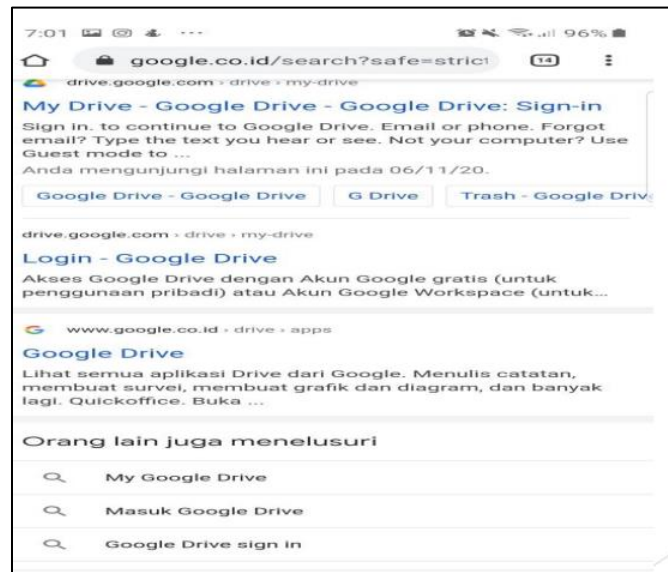 7:01 ... 96%
google.co.id/search?safe=strict 14
drive.google.com › drive › my-drive
My Drive - Google Drive - Google Drive: Sign-in
Sign in. to continue to Google Drive. Email or phone. Forgot
email? Type the text you hear or see. Not your computer? Use
Guest mode to ...
Anda mengunjungi halaman ini pada 06/11/20.
Google Drive - Google Drive G Drive Trash - Google Driv
drive.google.com › drive › my-drive
Login - Google Drive
Akses Google Drive dengan Akun Google gratis (untuk
penggunaan pribadi) atau Akun Google Workspace (untuk...
www.google.co.id › drive › apps
Google Drive
Lihat semua aplikasi Drive dari Google. Menulis catatan,
membuat survei, membuat grafik dan diagram, dan banyak
lagi. Quickoffice. Buka ...
Orang lain juga menelusuri
My Google Drive
Masuk Google Drive
Google Drive sign in